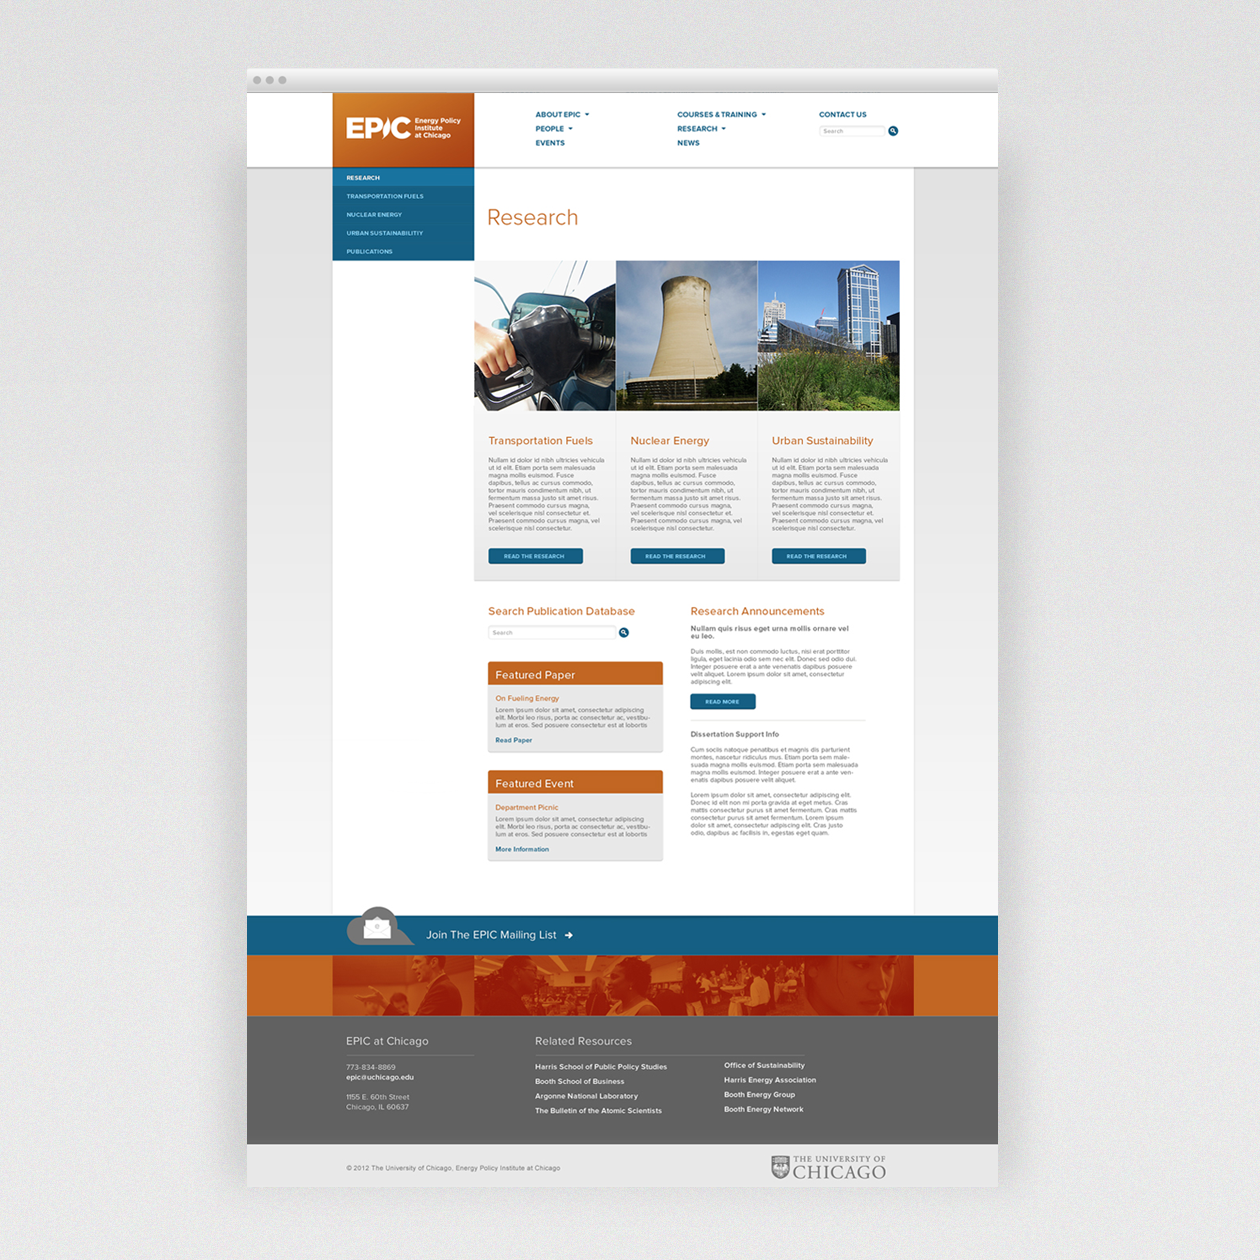 EPIC Energy Policy
Institute
at Chicago
ABOUT EPIC
PEOPLE
EVENTS
COURSES & TRAINING
RESEARCH
NEWS
CONTACT US
Search
RESEARCH
TRANSPORTATION FUELS
NUCLEAR ENERGY
URBAN SUSTAINABILITIY
PUBLICATIONS
Research
Transportation Fuels
Nullam id dolor id nibh ultricies vehicula
ut id elit. Etiam porta sem malesuada
magna mollis euismod. Fusce
dapibus, tellus ac cursus commodo,
tortor mauris condimentum nibh, ut
fermentum massa justo sit amet risus.
Praesent commodo cursus magna,
vel scelerisque nisl consectetur et.
Praesent commodo cursus magna, vel
scelerisque nisl consectetur.
READ THE RESEARCH
Nuclear Energy
Nullam id dolor id nibh ultricies vehicula
ut id elit. Etiam porta sem malesuada
magna mollis euismod. Fusce
dapibus, tellus ac cursus commodo,
tortor mauris condimentum nibh, ut
fermentum massa justo sit amet risus.
Praesent commodo cursus magna,
vel scelerisque nisl consectetur et.
Praesent commodo cursus magna, vel
scelerisque nisl consectetur.
READ THE RESEARCH
Urban Sustainability
Nullam id dolor id nibh ultricies vehicula
ut id elit. Etiam porta sem malesuada
magna mollis euismod. Fusce
dapibus, tellus ac cursus commodo,
tortor mauris condimentum nibh, ut
fermentum massa justo sit amet risus.
Praesent commodo cursus magna,
vel scelerisque nisl consectetur et.
Praesent commodo cursus magna, vel
scelerisque nisl consectetur.
READ THE RESEARCH
Search Publication Database
Search
Featured Paper
On Fueling Energy
Lorem ipsum dolor sit amet, consectetur adipiscing
elit. Morbi leo risus, porta ac consectetur ac, vestibu-
lum at eros. Sed posuere consectetur est at lobortis
Read Paper
Featured Event
Department Picnic
Lorem ipsum dolor sit amet, consectetur adipiscing
elit. Morbi leo risus, porta ac consectetur ac, vestibu-
lum at eros. Sed posuere consectetur est at lobortis
More Information
Research Announcements
Nullam quis risus eget urna mollis ornare vel
eu leo.
Duis mollis, est non commodo luctus, nisi erat porttitor
ligula, eget lacinia odio sem nec elit. Donec sed odio dui.
Integer posuere erat a ante venenatis dapibus posuere
velit aliquet. Lorem ipsum dolor sit amet, consectetur
adipiscing elit.
READ MORE
Dissertation Support Info
Cum sociis natoque penatibus et magnis dis parturient
montes, nascetur ridiculus mus. Etiam porta sem male-
suada magna mollis euismod. Etiam porta sem malesuada
magna mollis euismod. Integer posuere erat a ante ven-
enatis dapibus posuere velit aliquet.
Lorem ipsum dolor sit amet, consectetur adipiscing elit.
Donec id elit non mi porta gravida at eget metus. Cras
mattis consectetur purus sit amet fermentum. Cras mattis
consectetur purus sit amet fermentum. Lorem ipsum
dolor sit amet, consectetur adipiscing elit. Cras justo
odio, dapibus ac facilisis in, egestas eget quam.
Join The EPIC Mailing List
EPIC at Chicago
773-834-8869
epic@uchicago.edu
1155 E. 60th Street
Chicago, IL 60637
Related Resources
Harris School of Public Policy Studies
Booth School of Business
Argonne National Laboratory
The Bulletin of the Atomic Scientists
Office of Sustainability
Harris Energy Association
Booth Energy Group
Booth Energy Network
© 2012 The University of Chicago, Energy Policy Institute at Chicago
THE UNIVERSITY OF
CHICAGO